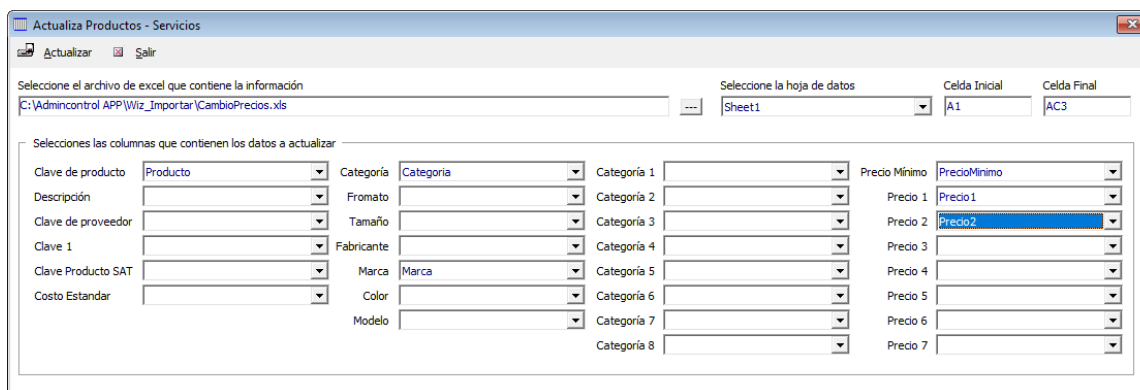 Actualiza Productos - Servicios
Actualizar Salir
Seleccione el archivo de excel que contiene la información Seleccione la hoja de datos Celda Inicial Celda Final
C:\Admincontrol APP\Wiz_Importar\CambioPrecios.xls --- Sheet1 A1 AC3
Selecciones las columnas que contienen los datos a actualizar
Clave de producto Producto Categoría Categoria Categoría 1 Precio Mínimo PrecioMinimo
Descripción Fromato Categoría 2 Precio 1 Precio1
Clave de proveedor Tamaño Categoría 3 Precio 2 Precio2
Clave 1 Fabricante Categoría 4 Precio 3
Clave Producto SAT Marca Marca Categoría 5 Precio 4
Costo Estandar Color Categoría 6 Precio 5
Modelo Categoría 7 Precio 6
Categoría 8 Precio 7